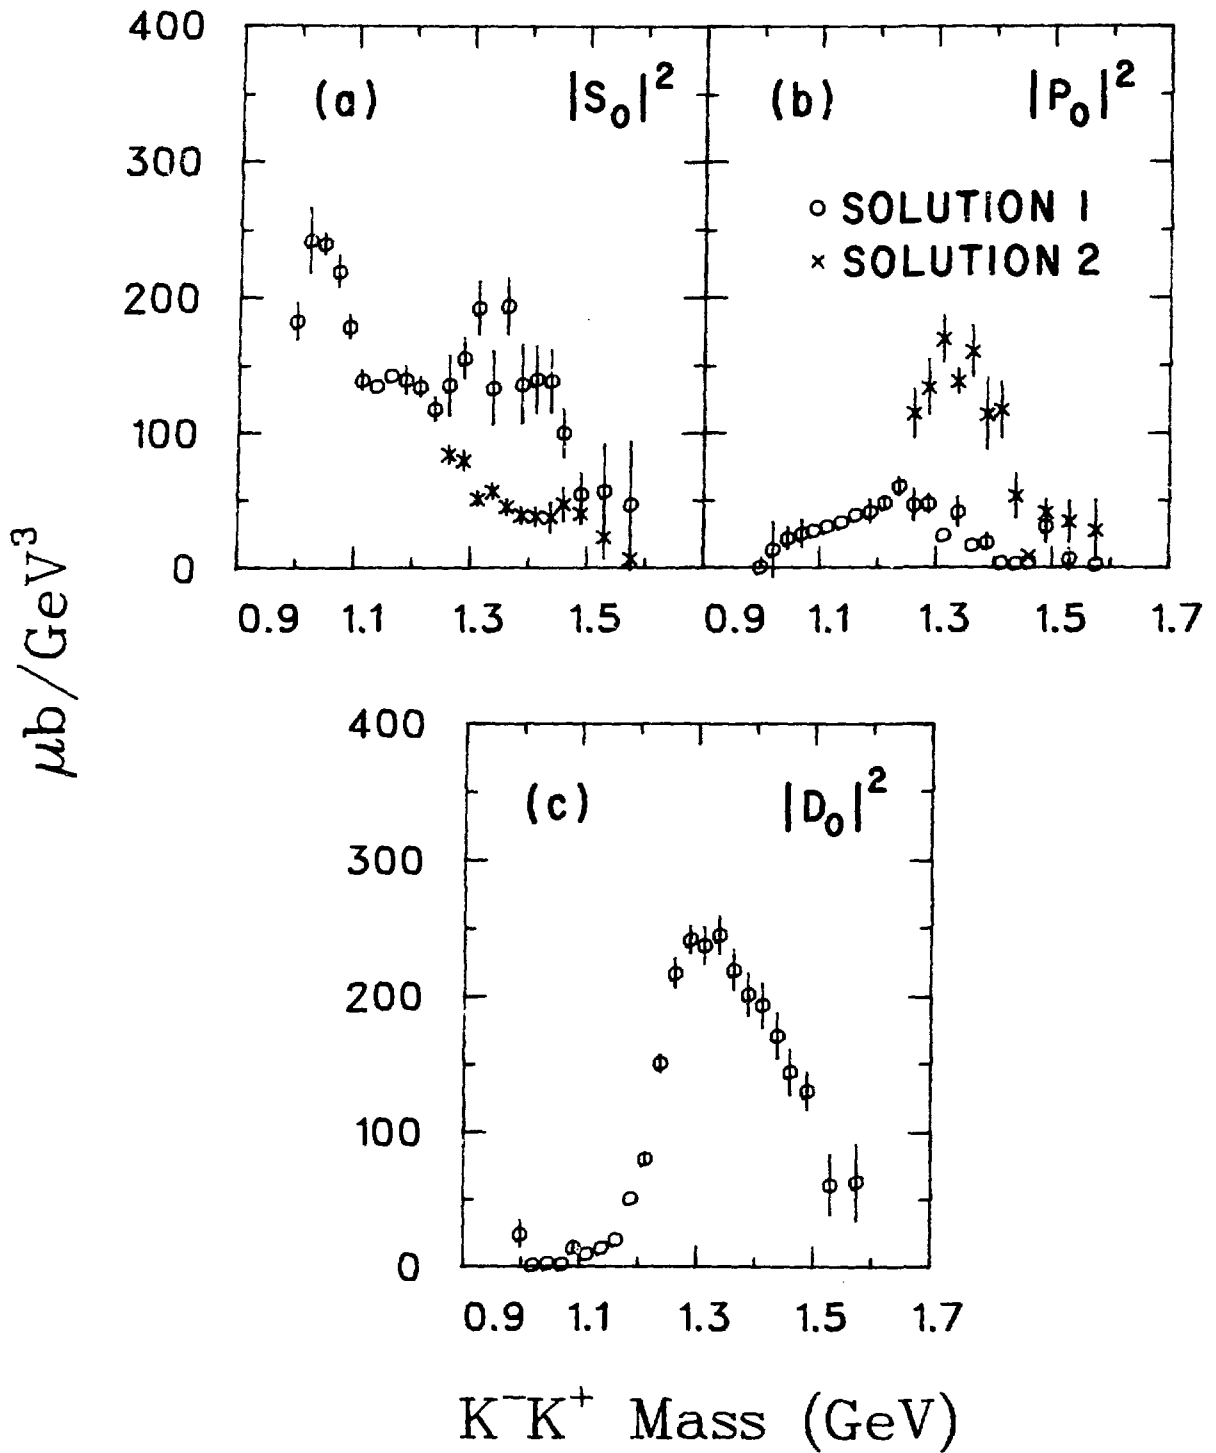 400
(a) |S₀|²
(b) |P₀|²
300
○ SOLUTION 1
× SOLUTION 2
200
100
0
0.9 1.1 1.3 1.5 0.9 1.1 1.3 1.5 1.7
μb/GeV³
400
(c) |D₀|²
300
200
100
0
0.9 1.1 1.3 1.5 1.7
K⁻K⁺ Mass (GeV)